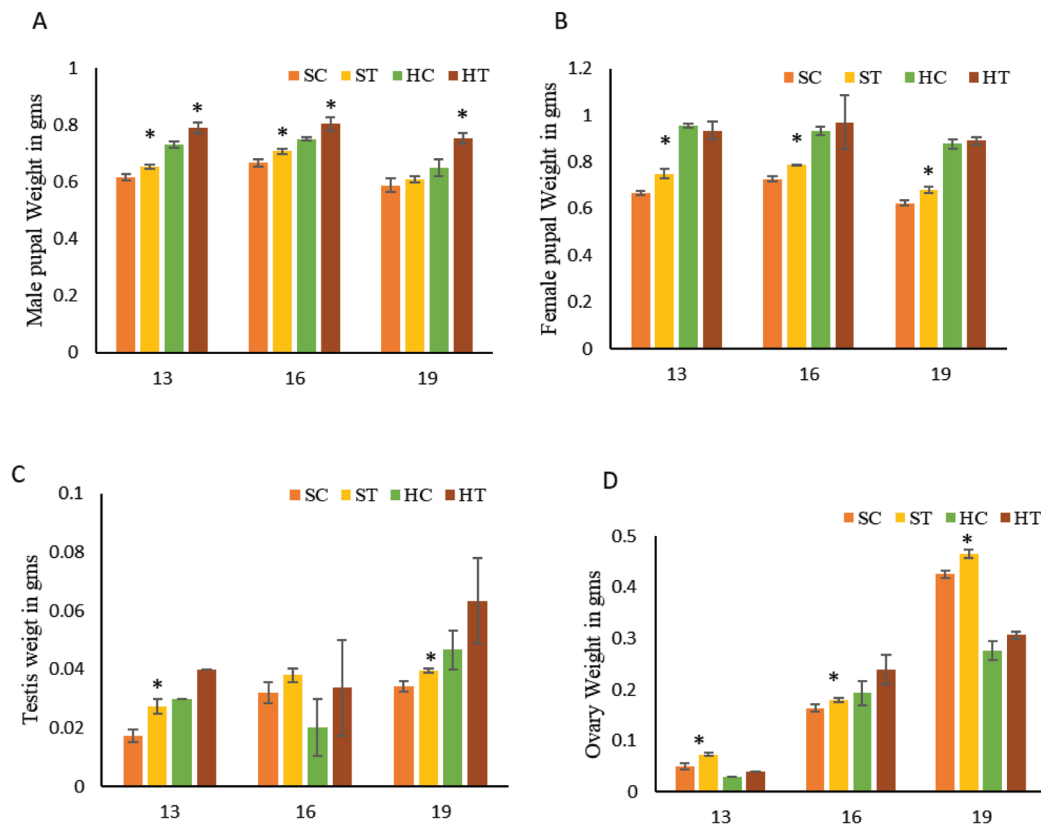 A
Male pupal Weight in gms
SC ST HC HT
1
0.8
0.6
0.4
0.2
0
* * * * *
13 16 19
B
Female pupal Weight in gms
SC ST HC HT
1.2
1
0.8
0.6
0.4
0.2
0
* * *
13 16 19
C
Testis weigt in gms
SC ST HC HT
0.1
0.08
0.06
0.04
0.02
0
* *
13 16 19
D
Ovary Weight in gms
SC ST HC HT
0.5
0.4
0.3
0.2
0.1
0
* * *
13 16 19